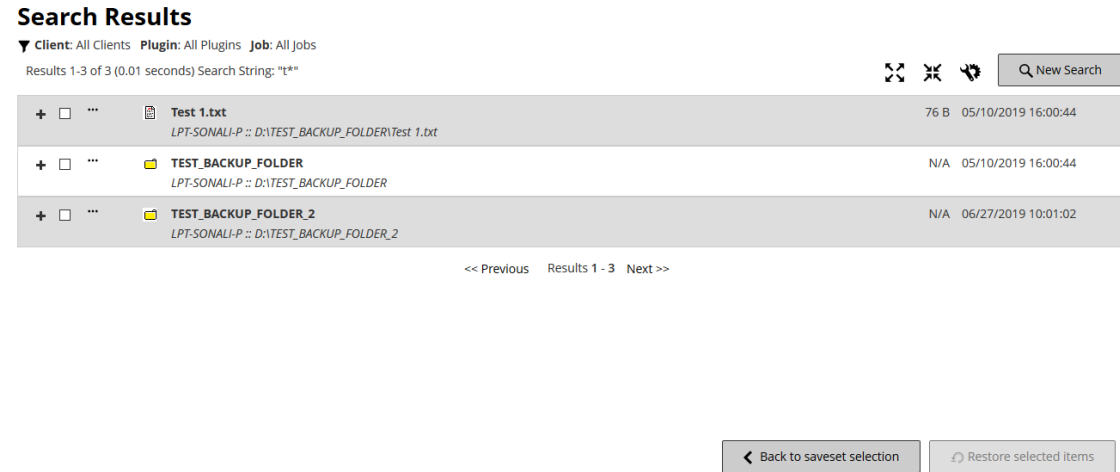 Search Results
Client: All Clients Plugin: All Plugins Job: All Jobs
Results 1-3 of 3 (0.01 seconds) Search String: "t*"
New Search
Test 1.txt 76 B 05/10/2019 16:00:44
LPT-SONALI-P :: D:\TEST_BACKUP_FOLDER\Test 1.txt
TEST_BACKUP_FOLDER N/A 05/10/2019 16:00:44
LPT-SONALI-P :: D:\TEST_BACKUP_FOLDER
TEST_BACKUP_FOLDER_2 N/A 06/27/2019 10:01:02
LPT-SONALI-P :: D:\TEST_BACKUP_FOLDER_2
<< Previous Results 1 - 3 Next >>
Back to saveset selection Restore selected items